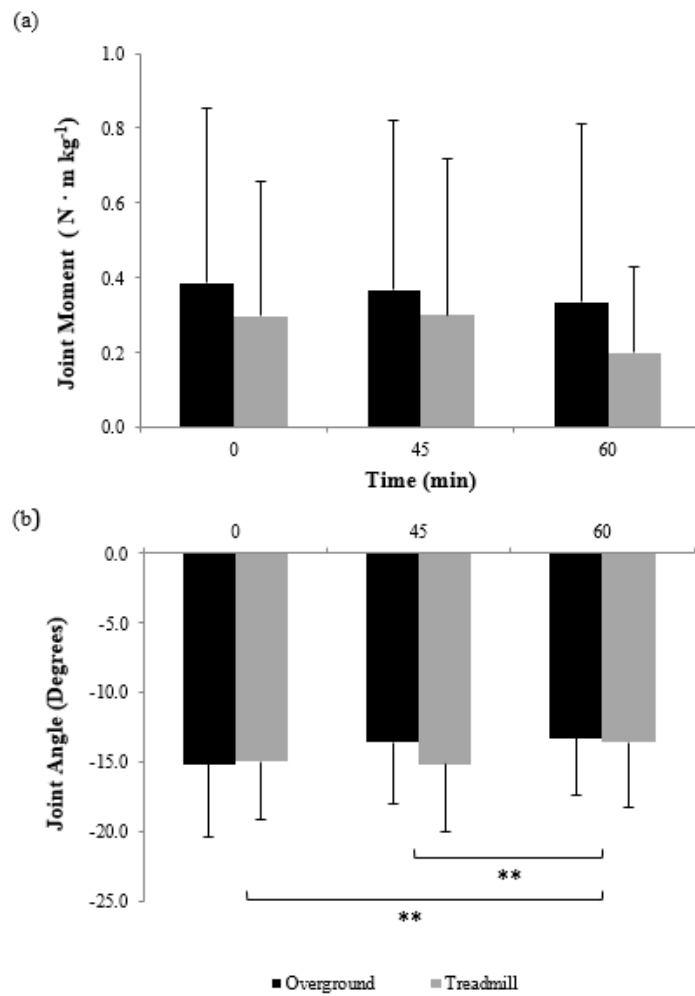 (a)
1.0
0.8
0.6
0.4
0.2
0.0
Joint Moment ( N · m kg⁻¹)
0 45 60
Time (min)
(b)
0 45 60
0.0
-5.0
-10.0
-15.0
-20.0
-25.0
Joint Angle (Degrees)
**
**
Overground Treadmill